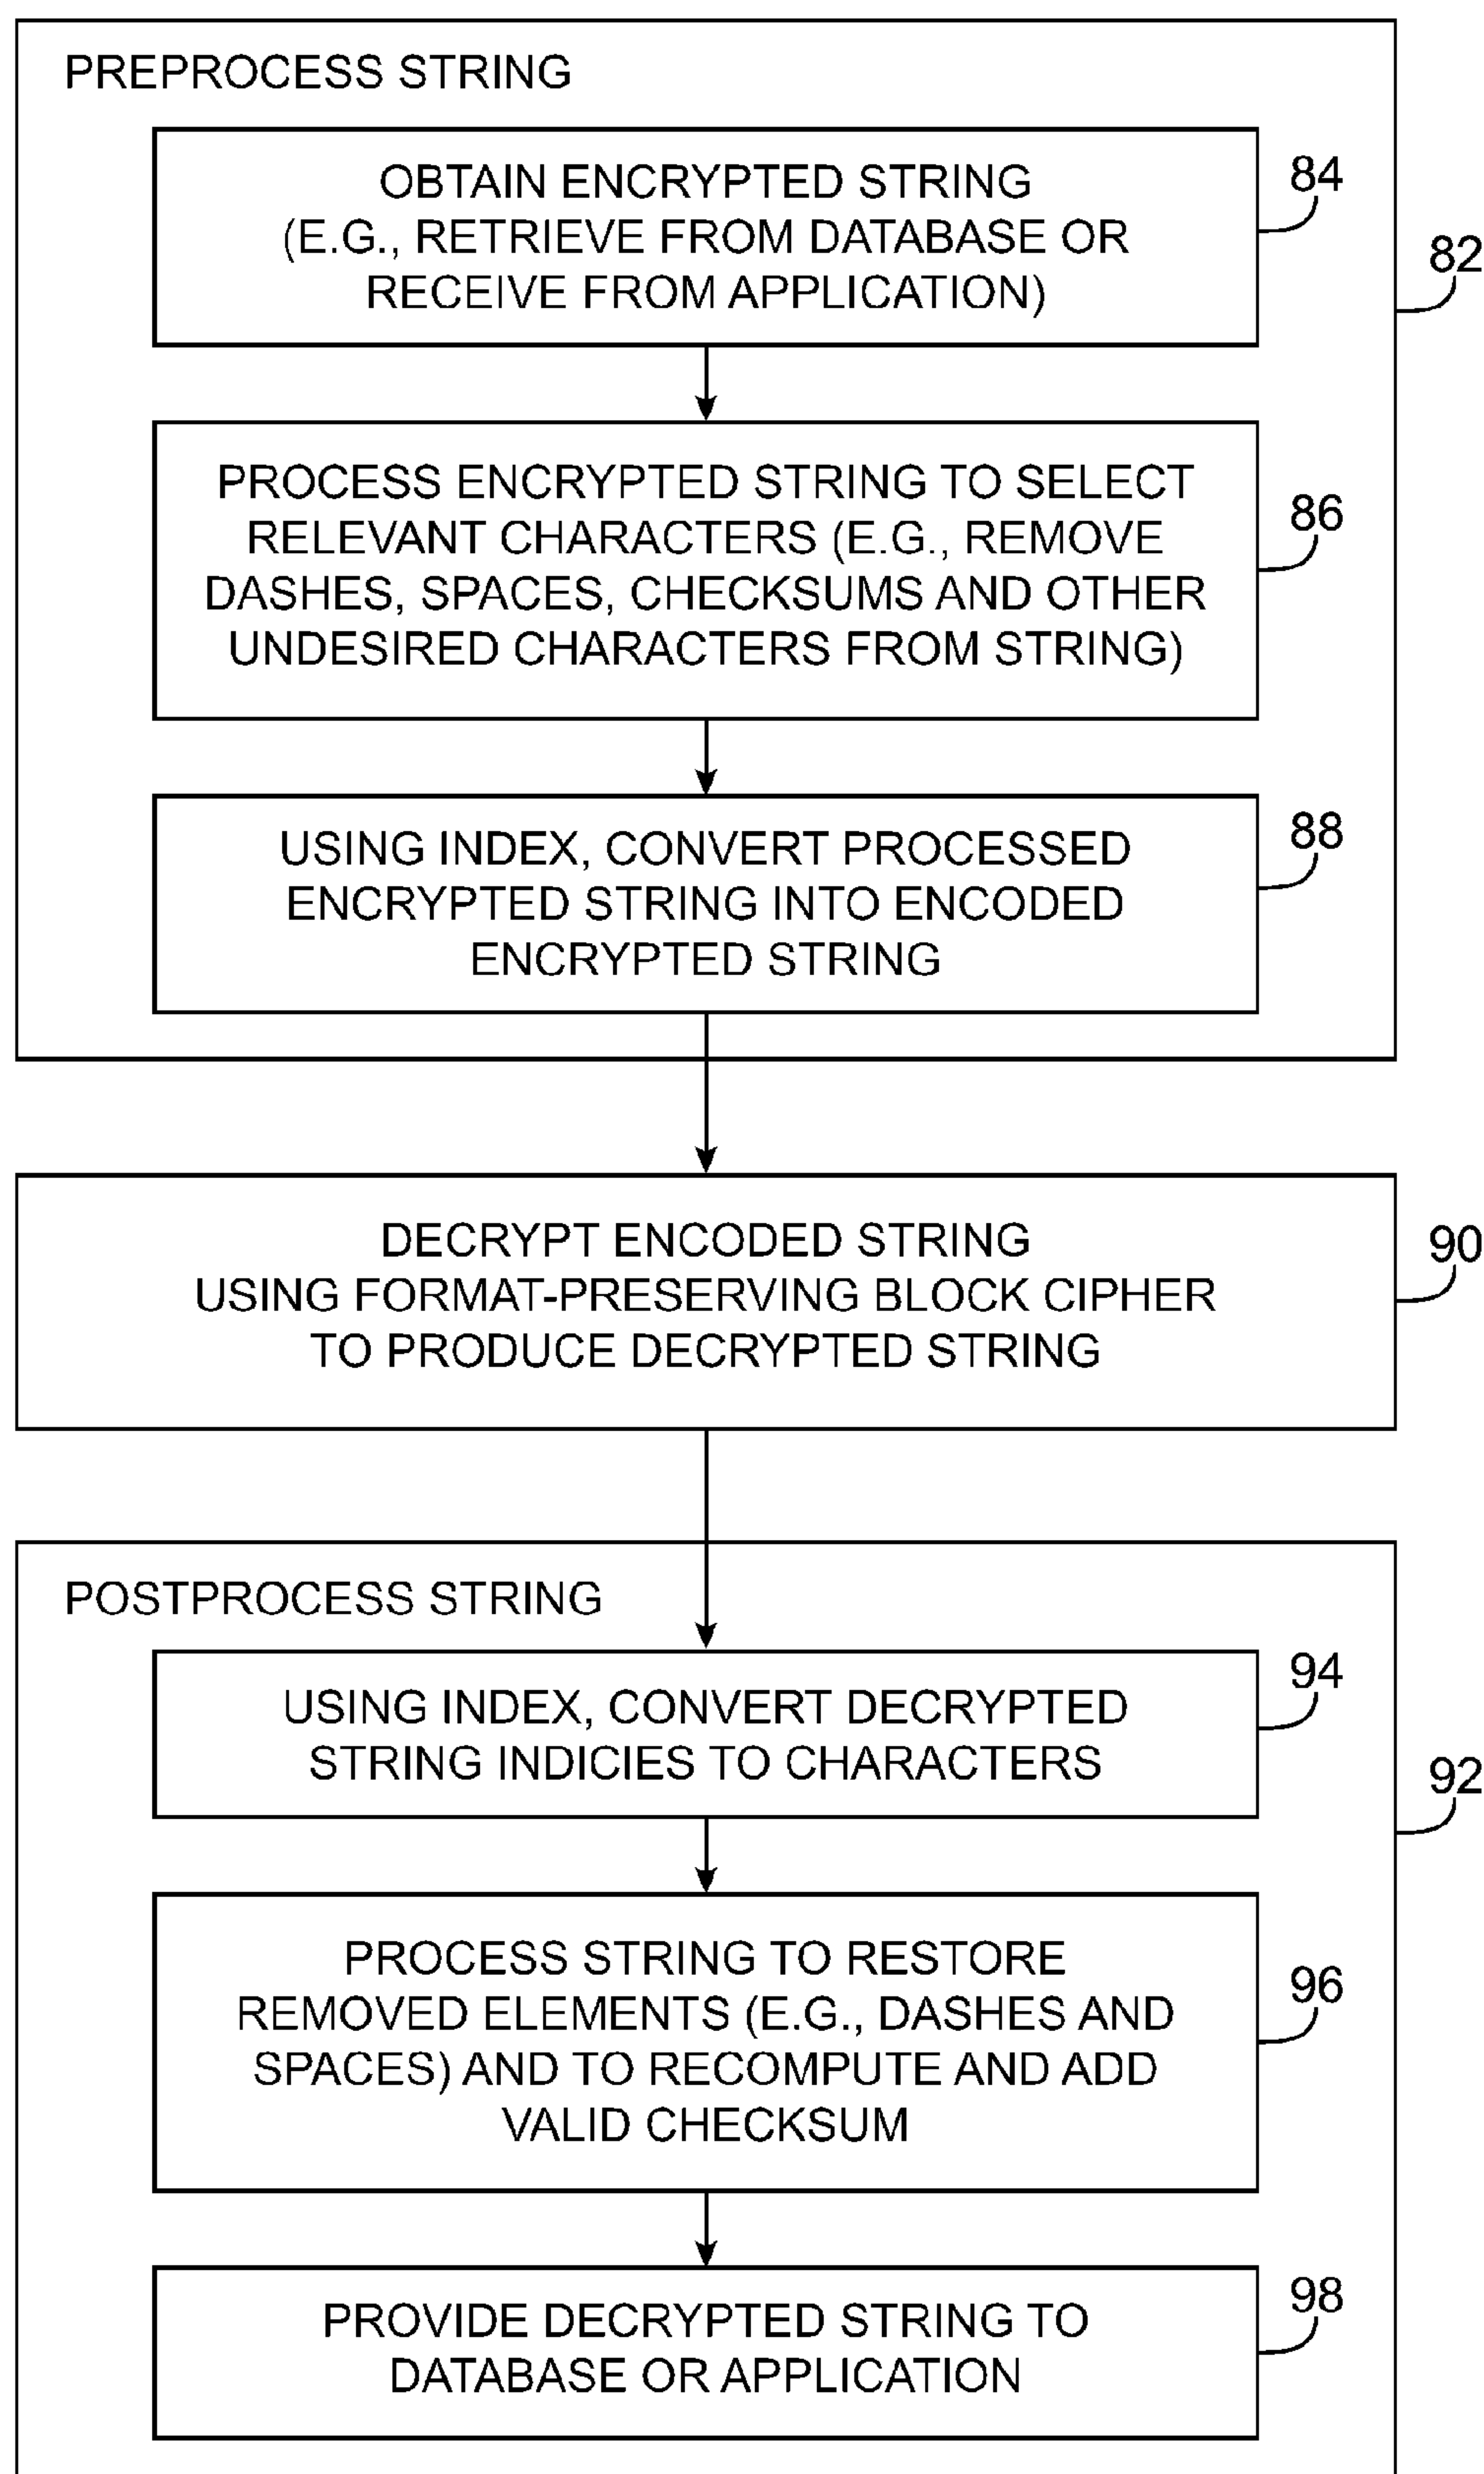 PREPROCESS STRING
OBTAIN ENCRYPTED STRING
(E.G., RETRIEVE FROM DATABASE OR
RECEIVE FROM APPLICATION)
84
82
PROCESS ENCRYPTED STRING TO SELECT
RELEVANT CHARACTERS (E.G., REMOVE
DASHES, SPACES, CHECKSUMS AND OTHER
UNDESIRED CHARACTERS FROM STRING)
86
USING INDEX, CONVERT PROCESSED
ENCRYPTED STRING INTO ENCODED
ENCRYPTED STRING
88
DECRYPT ENCODED STRING
USING FORMAT-PRESERVING BLOCK CIPHER
TO PRODUCE DECRYPTED STRING
90
POSTPROCESS STRING
USING INDEX, CONVERT DECRYPTED
STRING INDICIES TO CHARACTERS
94
92
PROCESS STRING TO RESTORE
REMOVED ELEMENTS (E.G., DASHES AND
SPACES) AND TO RECOMPUTE AND ADD
VALID CHECKSUM
96
PROVIDE DECRYPTED STRING TO
DATABASE OR APPLICATION
98